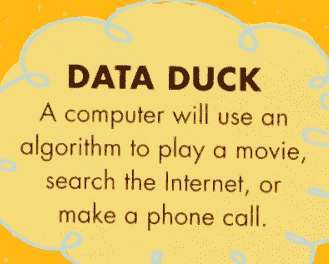 DATA DUCK
A computer will use an
algorithm to play a movie,
search the Internet, or
make a phone call.